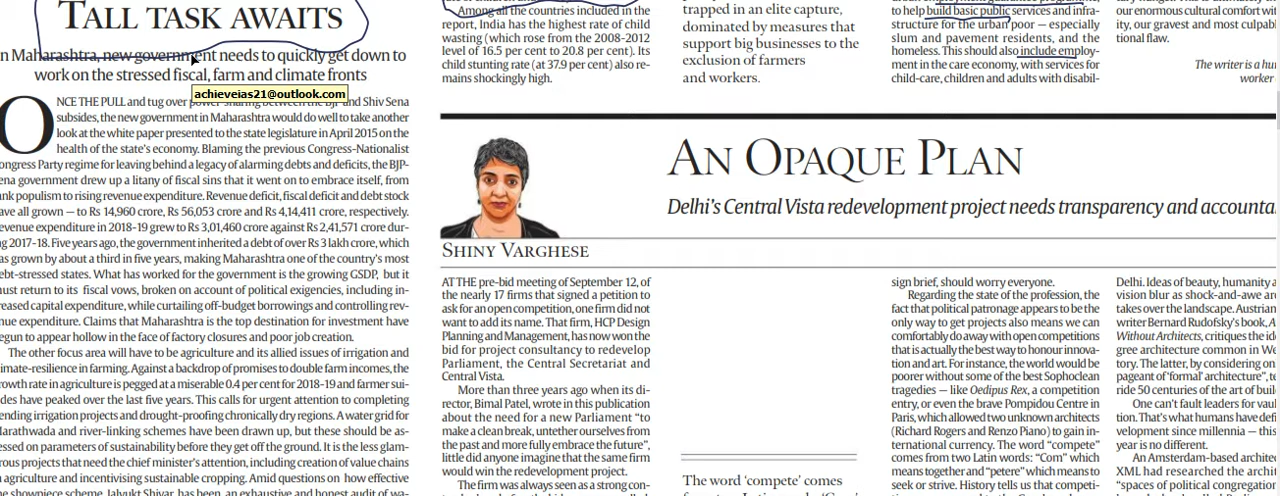 TALL TASK AWAITS
n Maharashtra, new government needs to quickly get down to
work on the stressed fiscal, farm and climate fronts
achieveias21@outlook.com
ONCE THE PULL and tug over power-sharing between the BJP and Shiv Sena
subsides, the new government in Maharashtra would do well to take another
look at the white paper presented to the state legislature in April 2015 on the
health of the state's economy. Blaming the previous Congress-Nationalist
ongress Party regime for leaving behind a legacy of alarming debts and deficits, the BJP-
ena government drew up a litany of fiscal sins that it went on to embrace itself, from
ank populism to rising revenue expenditure. Revenue deficit, fiscal deficit and debt stock
ave all grown — to Rs 14,960 crore, Rs 56,053 crore and Rs 4,14,411 crore, respectively.
evenue expenditure in 2018-19 grew to Rs 3,01,460 crore against Rs 2,41,571 crore dur-
ng 2017-18. Five years ago, the government inherited a debt of over Rs 3 lakh crore, which
as grown by about a third in five years, making Maharashtra one of the country's most
ebt-stressed states. What has worked for the government is the growing GSDP, but it
ust return to its fiscal vows, broken on account of political exigencies, including in-
reased capital expenditure, while curtailing off-budget borrowings and controlling rev-
nue expenditure. Claims that Maharashtra is the top destination for investment have
egun to appear hollow in the face of factory closures and poor job creation.
The other focus area will have to be agriculture and its allied issues of irrigation and
imate-resilience in farming. Against a backdrop of promises to double farm incomes, the
rowth rate in agriculture is pegged at a miserable 0.4 per cent for 2018-19 and farmer sui-
des have peaked over the last five years. This calls for urgent attention to completing
ending irrigation projects and drought-proofing chronically dry regions. A water grid for
arathwada and river-linking schemes have been drawn up, but these should be as-
essed on parameters of sustainability before they get off the ground. It is the less glam-
rous projects that need the chief minister's attention, including creation of value chains
agriculture and incentivising sustainable cropping. Amid questions on how effective
e showpiece scheme, Jalyukt Shivar, has been, an exhaustive and honest audit of wa-
Among all the countries included in the
report, India has the highest rate of child
wasting (which rose from the 2008-2012
level of 16.5 per cent to 20.8 per cent). Its
child stunting rate (at 37.9 per cent) also re-
mains shockingly high.
trapped in an elite capture,
dominated by measures that
support big businesses to the
exclusion of farmers
and workers.
to help build basic public services and infra-
structure for the urban poor — especially
slum and pavement residents, and the
homeless. This should also include employ-
ment in the care economy, with services for
child-care, children and adults with disabil-
our enormous cultural comfort wi
ity, our gravest and most culpab
tional flaw.
The writer is a hu
worker
AN OPAQUE PLAN
Delhi's Central Vista redevelopment project needs transparency and accounta
SHINY VARGHESE
AT THE pre-bid meeting of September 12, of
the nearly 17 firms that signed a petition to
ask for an open competition, one firm did not
want to add its name. That firm, HCP Design
Planning and Management, has now won the
bid for project consultancy to redevelop
Parliament, the Central Secretariat and
Central Vista.
More than three years ago when its di-
rector, Bimal Patel, wrote in this publication
about the need for a new Parliament "to
make a clean break, untether ourselves from
the past and more fully embrace the future",
little did anyone imagine that the same firm
would win the redevelopment project.
The firm was always seen as a strong con-
The word 'compete' comes
sign brief, should worry everyone.
Regarding the state of the profession, the
fact that political patronage appears to be the
only way to get projects also means we can
comfortably do away with open competitions
that is actually the best way to honour innova-
tion and art. For instance, the world would be
poorer without some of the best Sophoclean
tragedies — like Oedipus Rex, a competition
entry, or even the brave Pompidou Centre in
Paris, which allowed two unknown architects
(Richard Rogers and Renzo Piano) to gain in-
ternational currency. The word "compete"
comes from two Latin words: "Com" which
means together and "petere" which means to
seek or strive. History tells us that competi-
Delhi. Ideas of beauty, humanity a
vision blur as shock-and-awe ar
takes over the landscape. Austrian
writer Bernard Rudofsky's book, A
Without Architects, critiques the ide
gree architecture common in We
tory. The latter, by considering on
pageant of 'formal' architecture", te
ride 50 centuries of the art of buil
One can't fault leaders for vau
tion. That's what humans have defi
velopment since millennia — this
year is no different.
An Amsterdam-based archite
XML had researched the archit
"spaces of political congregation